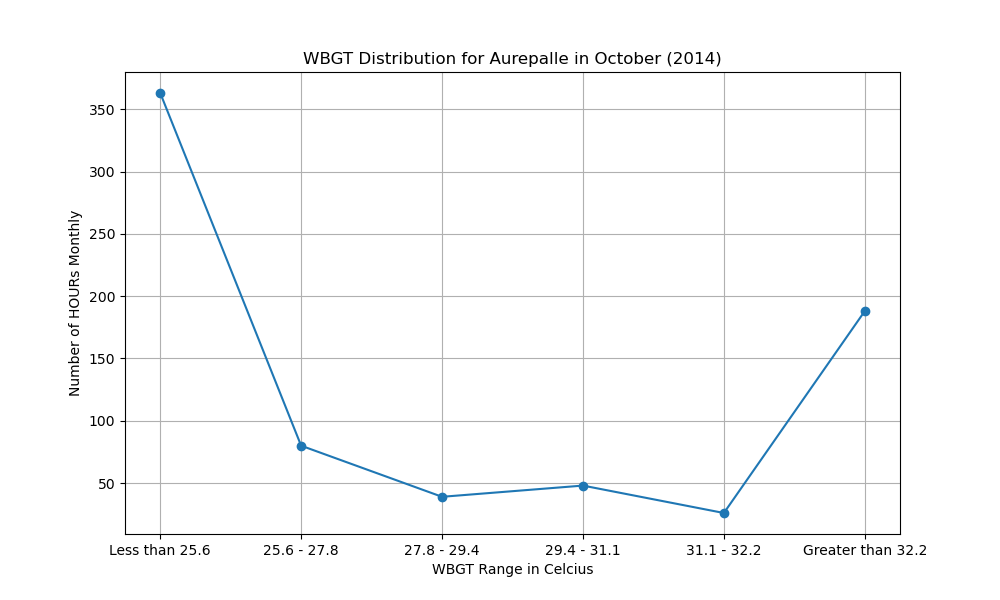 WBGT Distribution for Aurepalle in October (2014)
Number of HOURs Monthly
350
300
250
200
150
100
50
Less than 25.6
25.6 - 27.8
27.8 - 29.4
29.4 - 31.1
31.1 - 32.2
Greater than 32.2
WBGT Range in Celcius